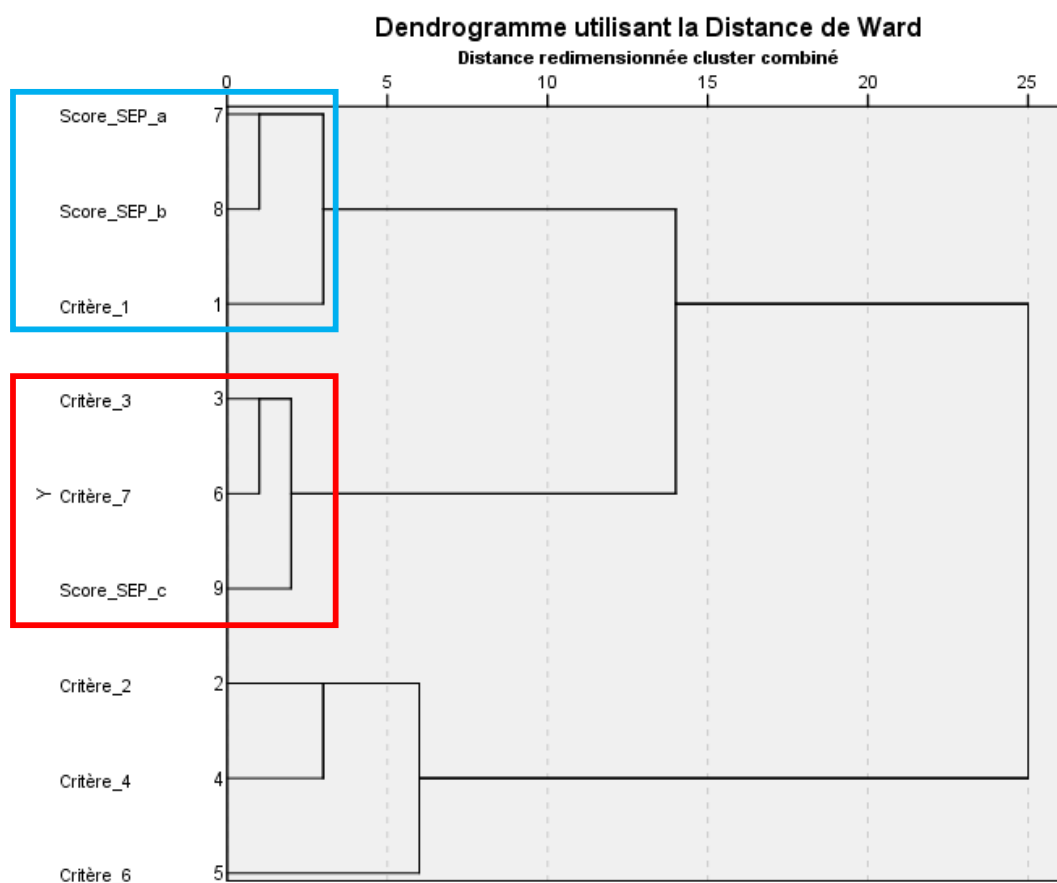 Dendrogramme utilisant la Distance de Ward
Distance redimensionnée cluster combiné
0 5 10 15 20 25
Score_SEP_a 7
Score_SEP_b 8
Critère_1 1
Critère_3 3
Y Critère_7 6
Score_SEP_c 9
Critère_2 2
Critère_4 4
Critère_6 5